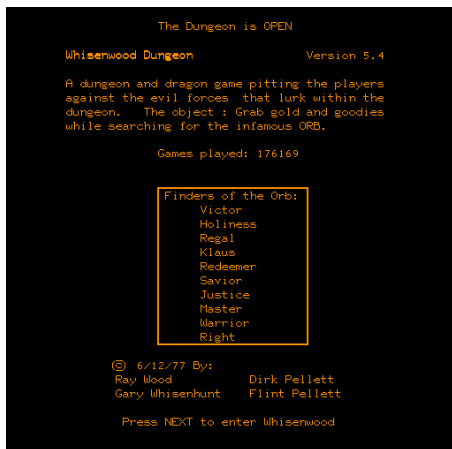 The Dungeon is OPEN
Whisenwood Dungeon Version 5.4
A dungeon and dragon game pitting the players
against the evil forces that lurk within the
dungeon. The object : Grab gold and goodies
while searching for the infamous ORB.
Games played: 176169
Finders of the Orb:
Victor
Holiness
Regal
Klaus
Redeemer
Savior
Justice
Master
Warrior
Right
© 6/12/77 By:
Ray Wood Dirk Pellett
Gary Whisenhunt Flint Pellett
Press NEXT to enter Whisenwood